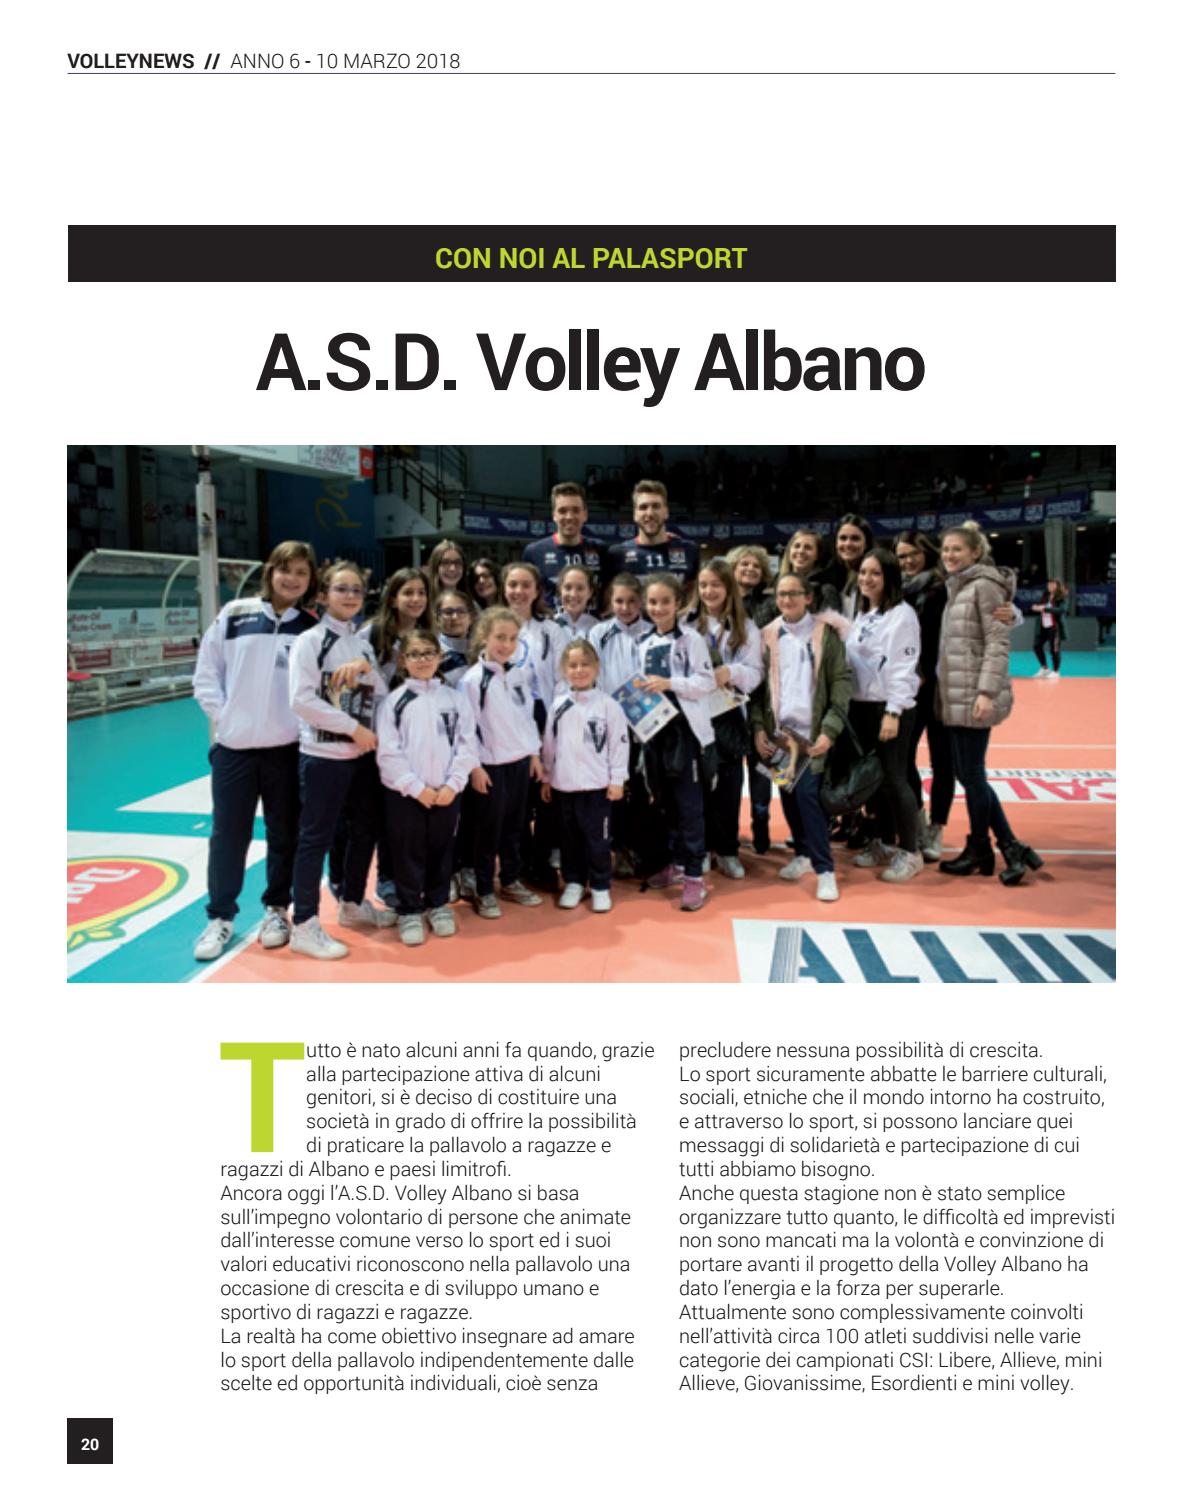 VOLLEYNEWS // ANNO 6 - 10 MARZO 2018
CON NOI AL PALASPORT
A.S.D. Volley Albano
10
11
ALLUM
Tutto è nato alcuni anni fa quando, grazie
alla partecipazione attiva di alcuni
genitori, si è deciso di costituire una
società in grado di offrire la possibilità
di praticare la pallavolo a ragazze e
ragazzi di Albano e paesi limitrofi.
Ancora oggi l'A.S.D. Volley Albano si basa
sull'impegno volontario di persone che animate
dall'interesse comune verso lo sport ed i suoi
valori educativi riconoscono nella pallavolo una
occasione di crescita e di sviluppo umano e
sportivo di ragazzi e ragazze.
La realtà ha come obiettivo insegnare ad amare
lo sport della pallavolo indipendentemente dalle
scelte ed opportunità individuali, cioè senza
precludere nessuna possibilità di crescita.
Lo sport sicuramente abbatte le barriere culturali,
sociali, etniche che il mondo intorno ha costruito,
e attraverso lo sport, si possono lanciare quei
messaggi di solidarietà e partecipazione di cui
tutti abbiamo bisogno.
Anche questa stagione non è stato semplice
organizzare tutto quanto, le difficoltà ed imprevisti
non sono mancati ma la volontà e convinzione di
portare avanti il progetto della Volley Albano ha
dato l'energia e la forza per superarle.
Attualmente sono complessivamente coinvolti
nell'attività circa 100 atleti suddivisi nelle varie
categorie dei campionati CSI: Libere, Allieve, mini
Allieve, Giovanissime, Esordienti e mini volley.
20